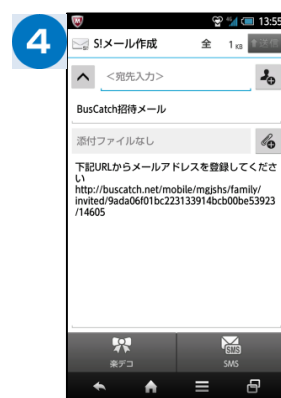 4
13:55
S!メール作成 全 1 KB 送信
<宛先入力>
BusCatch招待メール
添付ファイルなし
下記URLからメールアドレスを登録してくださ
い
http://buscatch.net/mobile/mgjshs/family/
invited/9ada06f01bc223133914bcb00be53923
/14605
楽デコ SMS